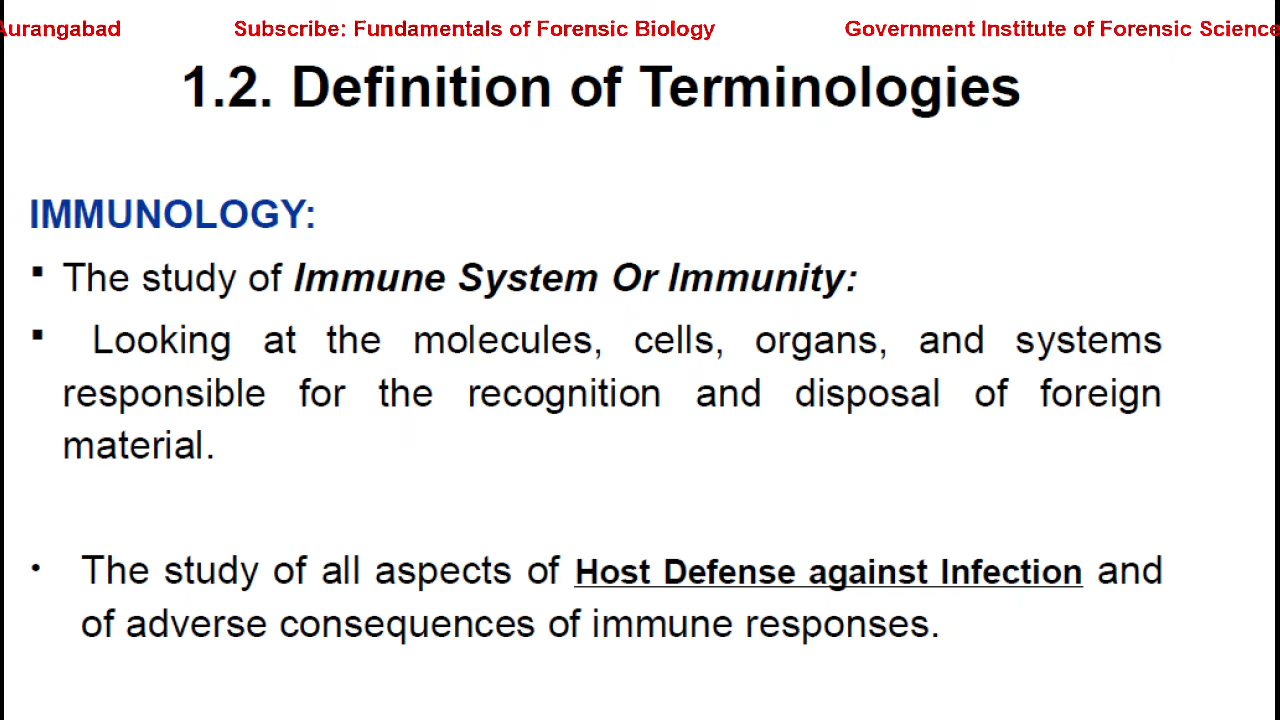 Aurangabad Subscribe: Fundamentals of Forensic Biology Government Institute of Forensic Science
1.2. Definition of Terminologies
IMMUNOLOGY:
▪ The study of Immune System Or Immunity:
▪ Looking at the molecules, cells, organs, and systems
responsible for the recognition and disposal of foreign
material.
• The study of all aspects of Host Defense against Infection and
of adverse consequences of immune responses.